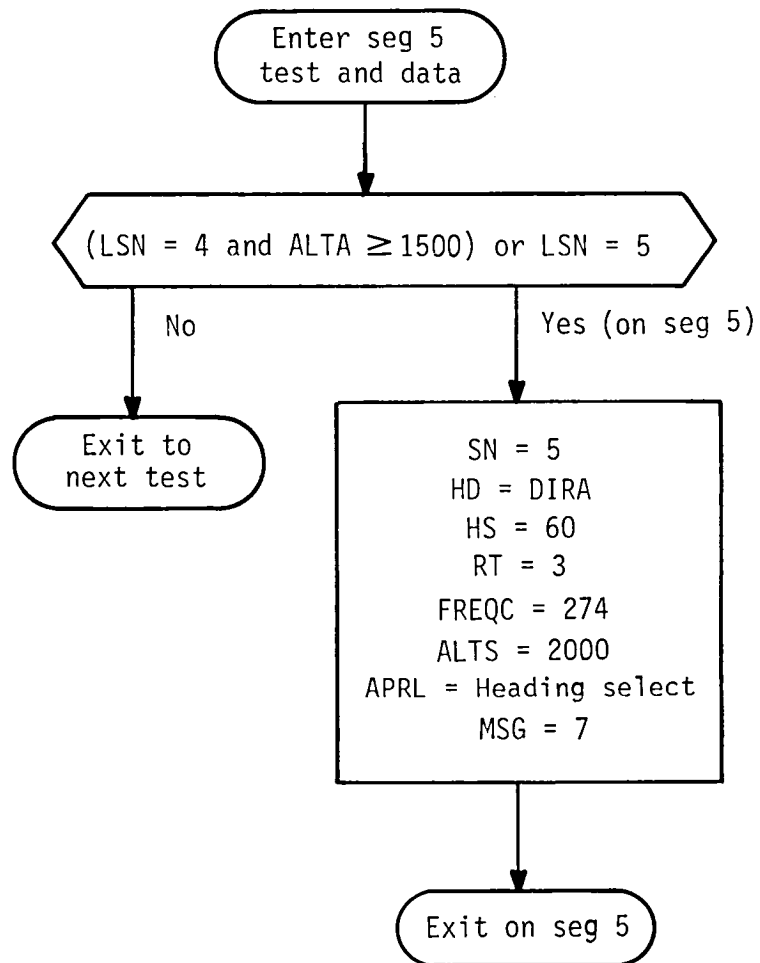 Enter seg 5
test and data
(LSN = 4 and ALTA ≥ 1500) or LSN = 5
No
Yes (on seg 5)
Exit to
next test
SN = 5
HD = DIRA
HS = 60
RT = 3
FREQC = 274
ALTS = 2000
APRL = Heading select
MSG = 7
Exit on seg 5